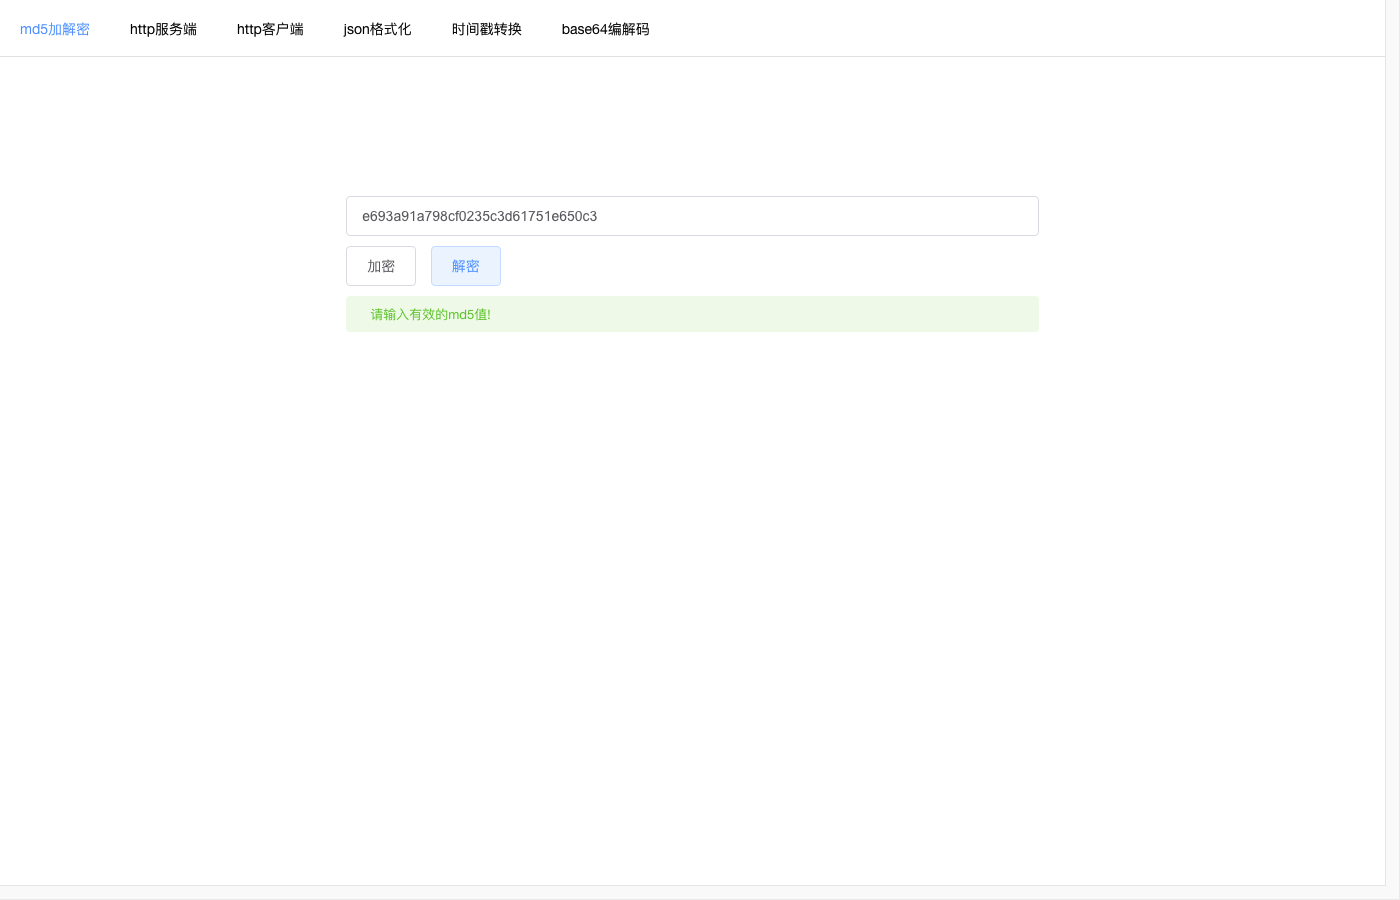 md5加解密 http服务端 http客户端 json格式化 时间戳转换 base64编解码
e693a91a798cf0235c3d61751e650c3
加密 解密
请输入有效的md5值!